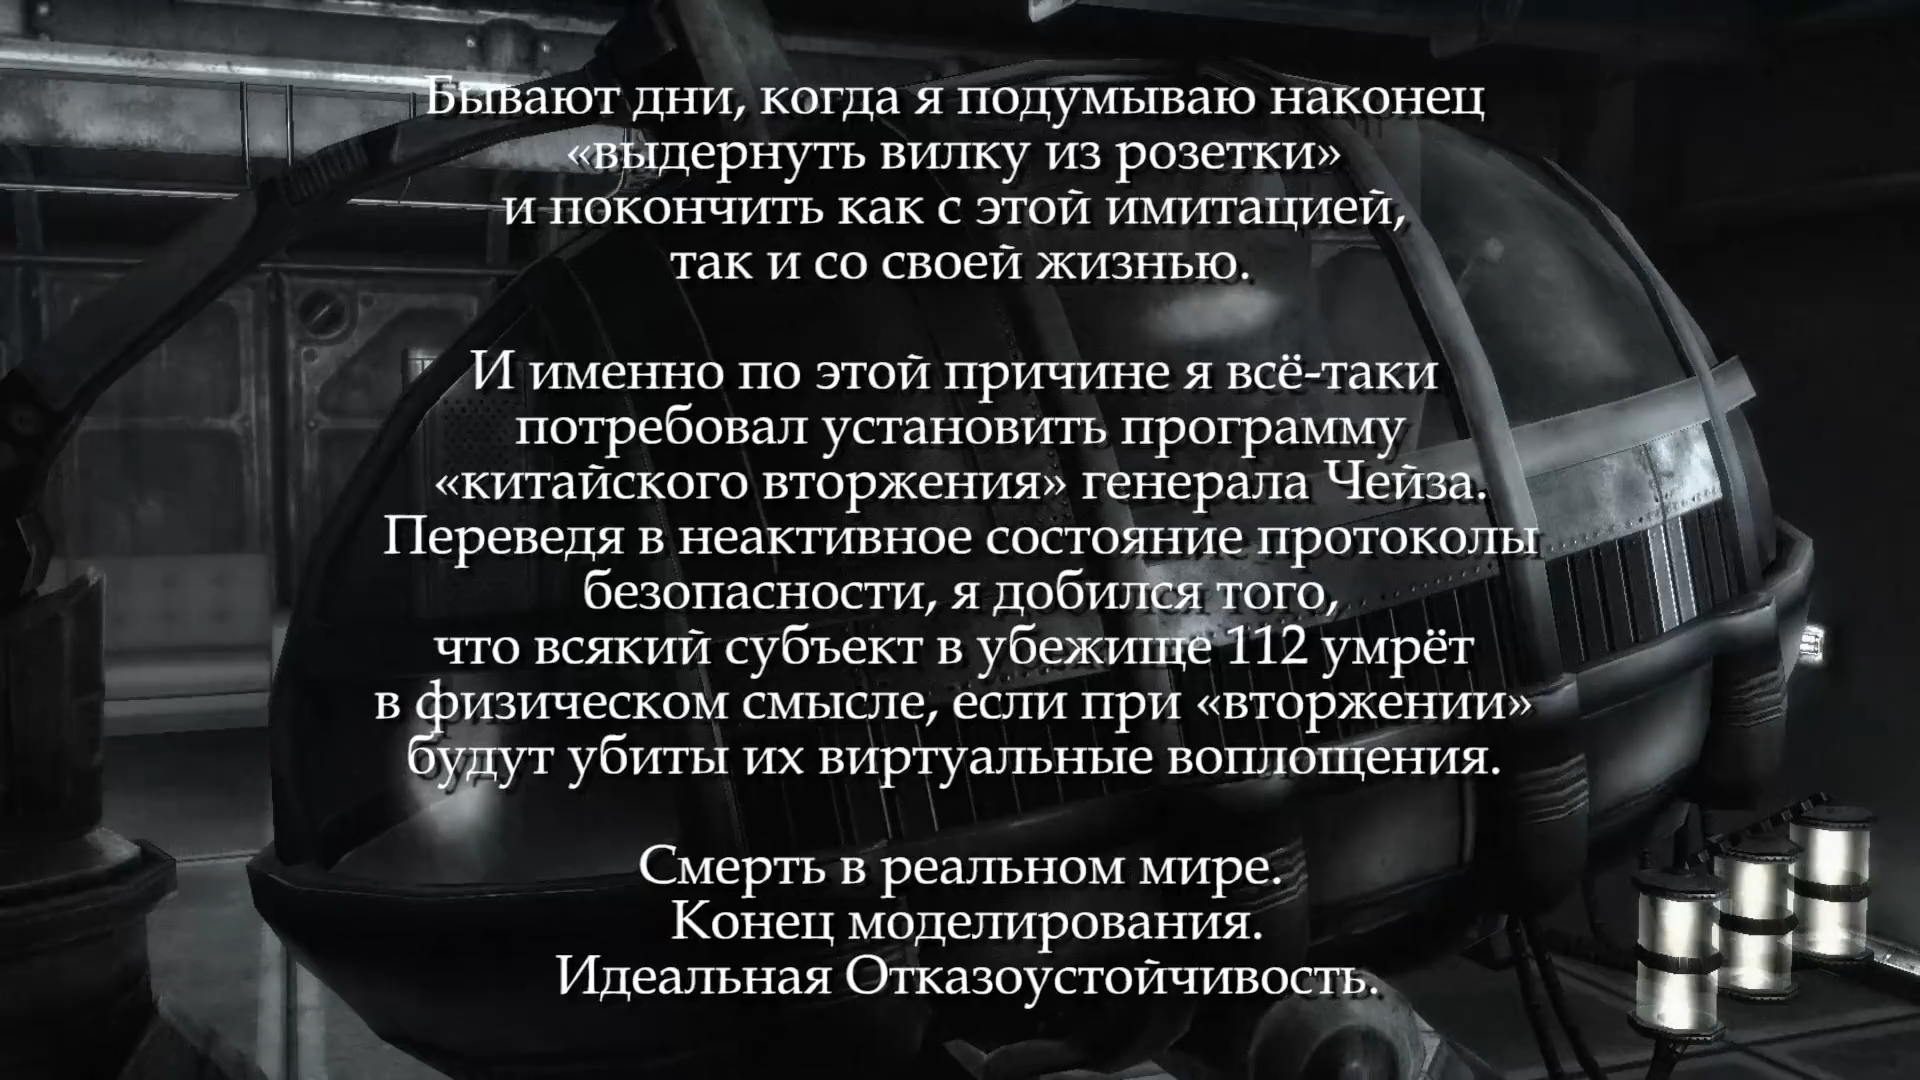 Бывают дни, когда я подумываю наконец
«выдернуть вилку из розетки»
и покончить как с этой имитацией,
так и со своей жизнью.
И именно по этой причине я всё-таки
потребовал установить программу
«китайского вторжения» генерала Чейза.
Переведя в неактивное состояние протоколы
безопасности, я добился того,
что всякий субъект в убежище 112 умрёт
в физическом смысле, если при «вторжении»
будут убиты их виртуальные воплощения.
Смерть в реальном мире.
Конец моделирования.
Идеальная Отказоустойчивость.